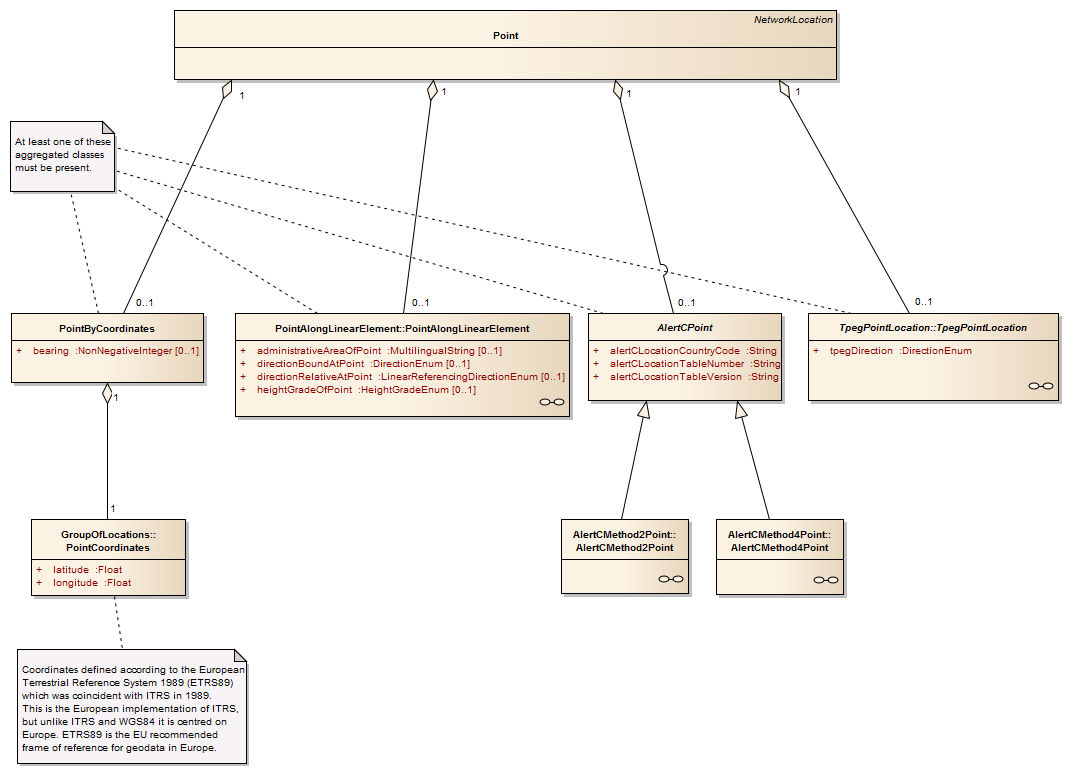 NetworkLocation
Point
1
1
1
1
At least one of these
aggregated classes
must be present.
0..1
0..1
0..1
0..1
PointByCoordinates
+ bearing :NonNegativeInteger [0..1]
PointAlongLinearElement::PointAlongLinearElement
+ administrativeAreaOfPoint :MultilingualString [0..1]
+ directionBoundAtPoint :DirectionEnum [0..1]
+ directionRelativeAtPoint :LinearReferencingDirectionEnum [0..1]
+ heightGradeOfPoint :HeightGradeEnum [0..1]
AlertCPoint
+ alertCLocationCountryCode :String
+ alertCLocationTableNumber :String
+ alertCLocationTableVersion :String
TpegPointLocation::TpegPointLocation
+ tpegDirection :DirectionEnum
1
1
GroupOfLocations::
PointCoordinates
+ latitude :Float
+ longitude :Float
AlertCMethod2Point::
AlertCMethod2Point
AlertCMethod4Point::
AlertCMethod4Point
Coordinates defined according to the European
Terrestrial Reference System 1989 (ETRS89)
which was coincident with ITRS in 1989.
This is the European implementation of ITRS,
but unlike ITRS and WGS84 it is centred on
Europe. ETRS89 is the EU recommended
frame of reference for geodata in Europe.